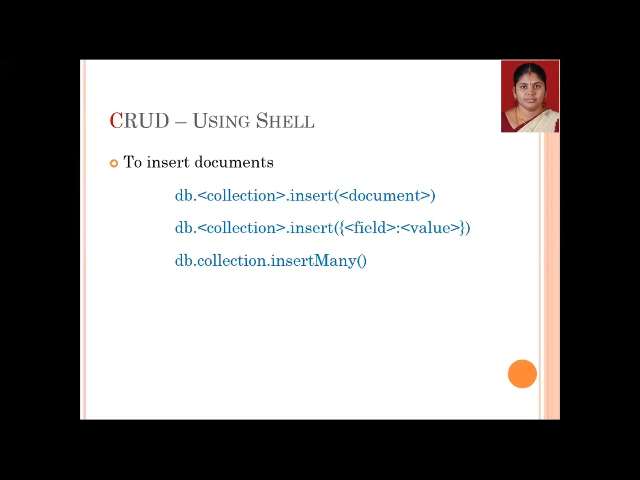 CRUD – USING SHELL
To insert documents
db.<collection>.insert(<document>)
db.<collection>.insert({<field>:<value>})
db.collection.insertMany()